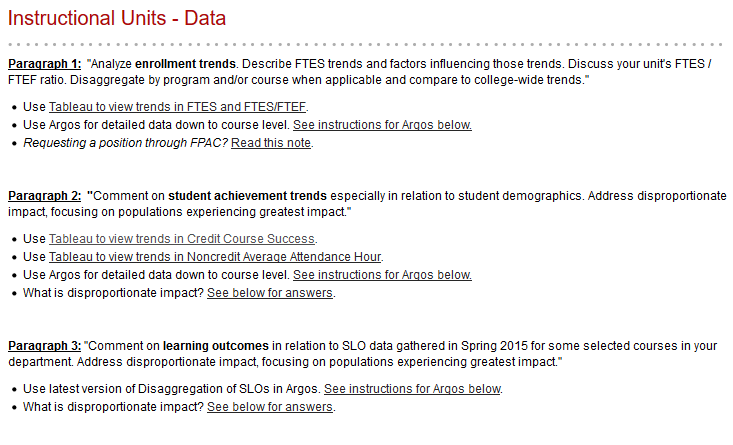 Instructional Units - Data
Paragraph 1: "Analyze enrollment trends. Describe FTES trends and factors influencing those trends. Discuss your unit's FTES /
FTEF ratio. Disaggregate by program and/or course when applicable and compare to college-wide trends."
• Use Tableau to view trends in FTES and FTES/FTEF.
• Use Argos for detailed data down to course level. See instructions for Argos below.
• Requesting a position through FPAC? Read this note.
Paragraph 2: "Comment on student achievement trends especially in relation to student demographics. Address disproportionate
impact, focusing on populations experiencing greatest impact."
• Use Tableau to view trends in Credit Course Success.
• Use Tableau to view trends in Noncredit Average Attendance Hour.
• Use Argos for detailed data down to course level. See instructions for Argos below.
• What is disproportionate impact? See below for answers.
Paragraph 3: "Comment on learning outcomes in relation to SLO data gathered in Spring 2015 for some selected courses in your
department. Address disproportionate impact, focusing on populations experiencing greatest impact."
• Use latest version of Disaggregation of SLOs in Argos. See instructions for Argos below.
• What is disproportionate impact? See below for answers.